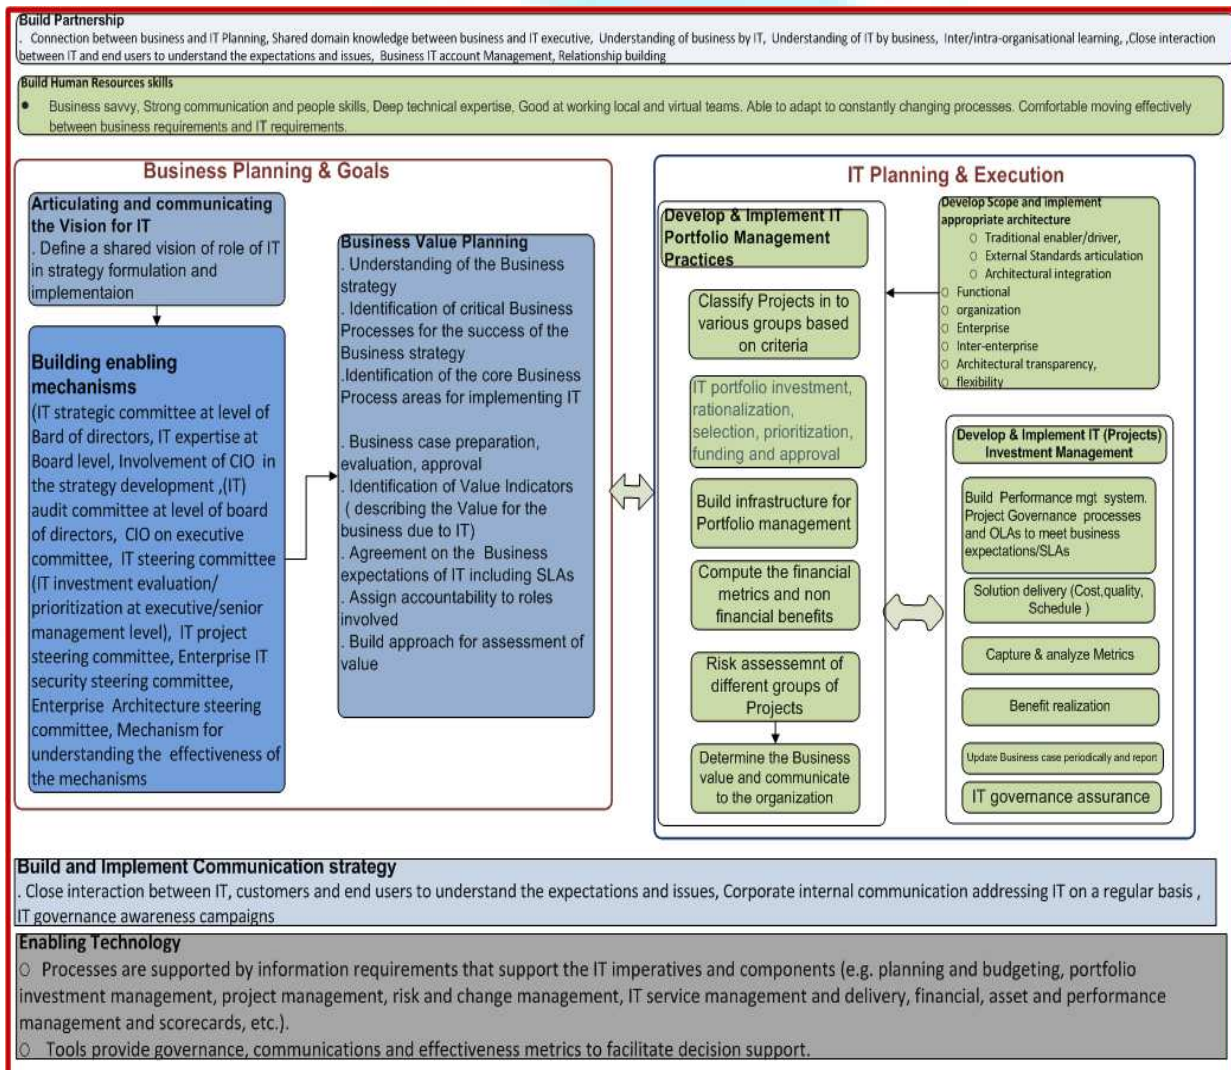 Build Partnership
. Connection between business and IT Planning, Shared domain knowledge between business and IT executive, Understanding of business by IT, Understanding of IT by business, Inter/intra-organisational learning, ,Close interaction
between IT and end users to understand the expectations and issues, Business IT account Management, Relationship building
Build Human Resources skills
• Business savvy, Strong communication and people skills, Deep technical expertise, Good at working local and virtual teams. Able to adapt to constantly changing processes. Comfortable moving effectively
between business requirements and IT requirements.
Business Planning & Goals
Articulating and communicating
the Vision for IT
. Define a shared vision of role of IT
in strategy formulation and
implementaion
Building enabling
mechanisms
(IT strategic committee at level of
Bard of directors, IT expertise at
Board level, Involvement of CIO in
the strategy development ,(IT)
audit committee at level of board
of directors, CIO on executive
committee, IT steering committee
(IT investment evaluation/
prioritization at executive/senior
management level), IT project
steering committee, Enterprise IT
security steering committee,
Enterprise Architecture steering
committee, Mechanism for
understanding the effectiveness of
the mechanisms
Business Value Planning
. Understanding of the Business
strategy
. Identification of critical Business
Processes for the success of the
Business strategy
.Identification of the core Business
Process areas for implementing IT
. Business case preparation,
evaluation, approval
. Identification of Value Indicators
( describing the Value for the
business due to IT)
. Agreement on the Business
expectations of IT including SLAs
. Assign accountability to roles
involved
. Build approach for assessment of
value
IT Planning & Execution
Develop & Implement IT
Portfolio Management
Practices
Classify Projects in to
various groups based
on criteria
IT portfolio investment,
rationalization,
selection, prioritization,
funding and approval
Build infrastructure for
Portfolio management
Compute the financial
metrics and non
financial benefits
Risk assessemnt of
different groups of
Projects
Determine the Business
value and communicate
to the organization
Develop Scope and implement
appropriate architecture
○ Traditional enabler/driver,
○ External Standards articulation
○ Architectural integration
○ Functional
○ organization
○ Enterprise
○ Inter-enterprise
○ Architectural transparency,
○ flexibility
Develop & Implement IT (Projects)
Investment Management
Build Performance mgt system.
Project Governance processes
and OLAs to meet business
expectations/SLAs
Solution delivery (Cost,quality,
Schedule )
Capture & analyze Metrics
Benefit realization
Update Business case periodically and report
IT governance assurance
Build and Implement Communication strategy
. Close interaction between IT, customers and end users to understand the expectations and issues, Corporate internal communication addressing IT on a regular basis ,
IT governance awareness campaigns
Enabling Technology
○ Processes are supported by information requirements that support the IT imperatives and components (e.g. planning and budgeting, portfolio
investment management, project management, risk and change management, IT service management and delivery, financial, asset and performance
management and scorecards, etc.).
○ Tools provide governance, communications and effectiveness metrics to facilitate decision support.